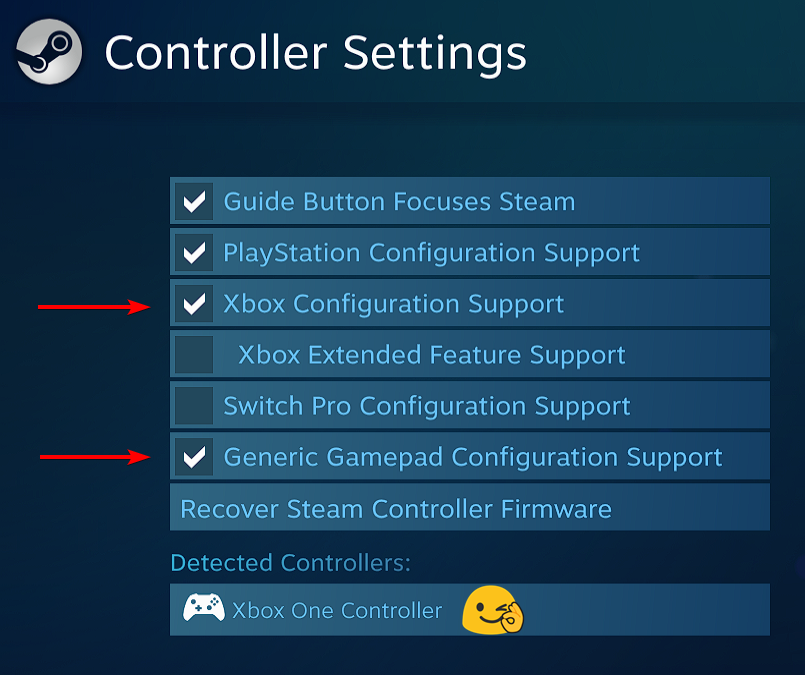 Controller Settings
Guide Button Focuses Steam
PlayStation Configuration Support
Xbox Configuration Support
Xbox Extended Feature Support
Switch Pro Configuration Support
Generic Gamepad Configuration Support
Recover Steam Controller Firmware
Detected Controllers:
Xbox One Controller